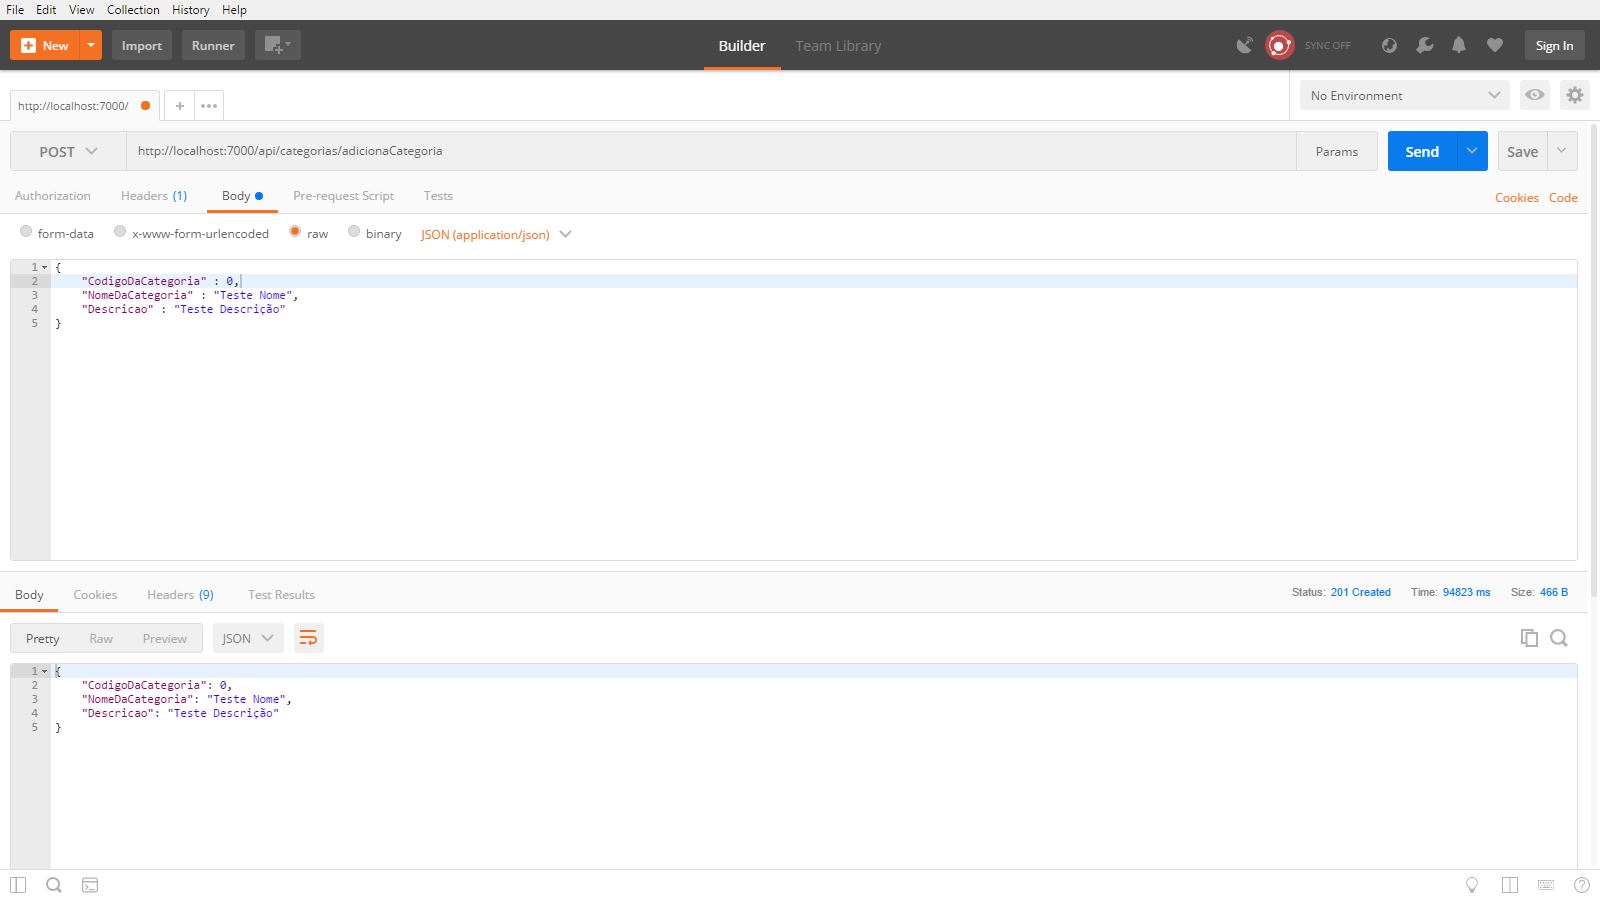 File Edit View Collection History Help
New Import Runner Builder Team Library SYNC OFF Sign In
http://localhost:7000/ + ••• No Environment
POST http://localhost:7000/api/categorias/adicionaCategoria Params Send Save
Authorization Headers (1) Body Pre-request Script Tests Cookies Code
form-data x-www-form-urlencoded raw binary JSON (application/json)
1 {
2 "CodigoDaCategoria" : 0,
3 "NomeDaCategoria" : "Teste Nome",
4 "Descricao" : "Teste Descrição"
5 }
Body Cookies Headers (9) Test Results Status: 201 Created Time: 94823 ms Size: 466 B
Pretty Raw Preview JSON
1 {
2 "CodigoDaCategoria": 0,
3 "NomeDaCategoria": "Teste Nome",
4 "Descricao": "Teste Descrição"
5 }